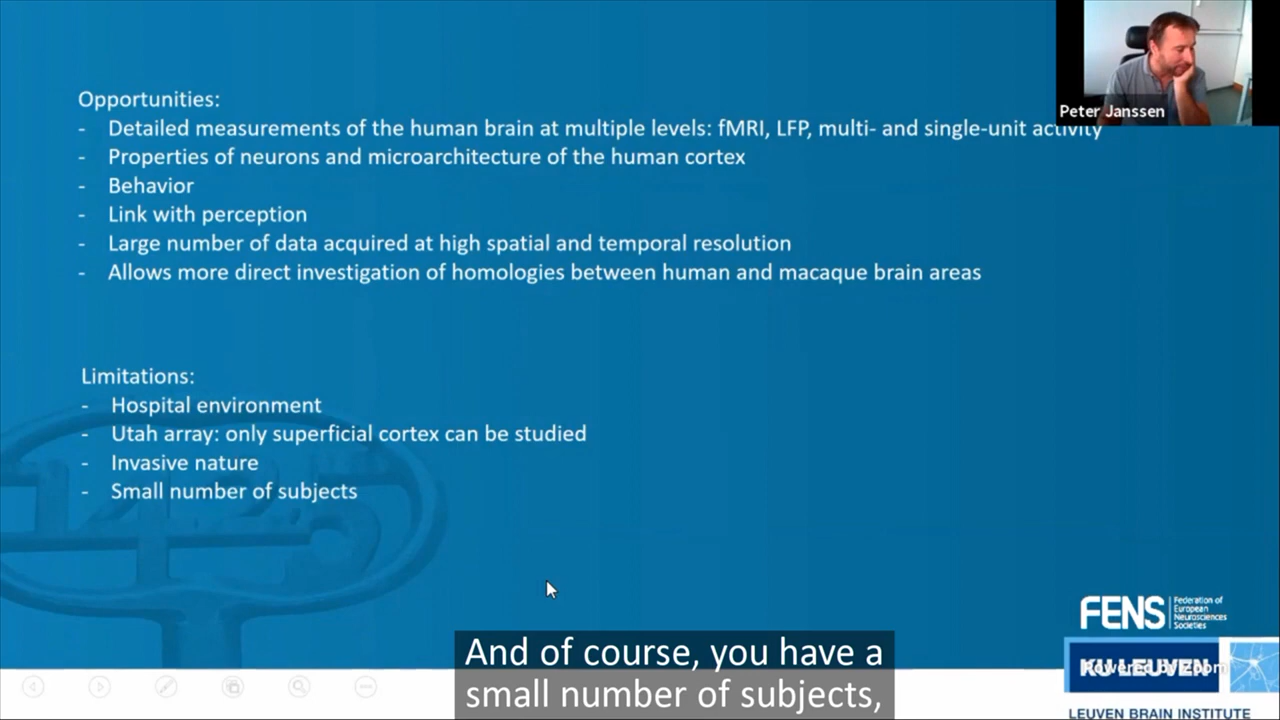 Opportunities:
- Detailed measurements of the human brain at multiple levels: fMRI, LFP, multi- and single-unit activity
- Properties of neurons and microarchitecture of the human cortex
- Behavior
- Link with perception
- Large number of data acquired at high spatial and temporal resolution
- Allows more direct investigation of homologies between human and macaque brain areas
Peter Janssen
Limitations:
- Hospital environment
- Utah array: only superficial cortex can be studied
- Invasive nature
- Small number of subjects
FENS
Federation of
European
Neurosciences
Societies
And of course, you have a
small number of subjects,
KU LEUVEN
Powered by Zoom
LEUVEN BRAIN INSTITUTE